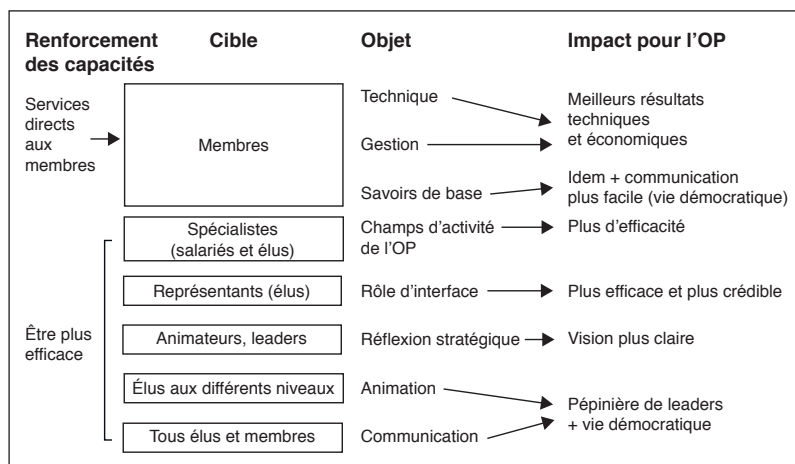 Renforcement
des capacités
Cible
Objet
Impact pour l'OP
Services
directs
aux
membres
Membres
Technique
Gestion
Savoirs de base
Meilleurs résultats
techniques
et économiques
Idem + communication
plus facile (vie démocratique)
Être plus
efficace
Spécialistes
(salariés et élus)
Champs d'activité
de l'OP
Plus d'efficacité
Représentants (élus)
Rôle d'interface
Plus efficace et plus crédible
Animateurs, leaders
Réflexion stratégique
Vision plus claire
Élus aux différents niveaux
Animation
Tous élus et membres
Communication
Pépinière de leaders
+ vie démocratique